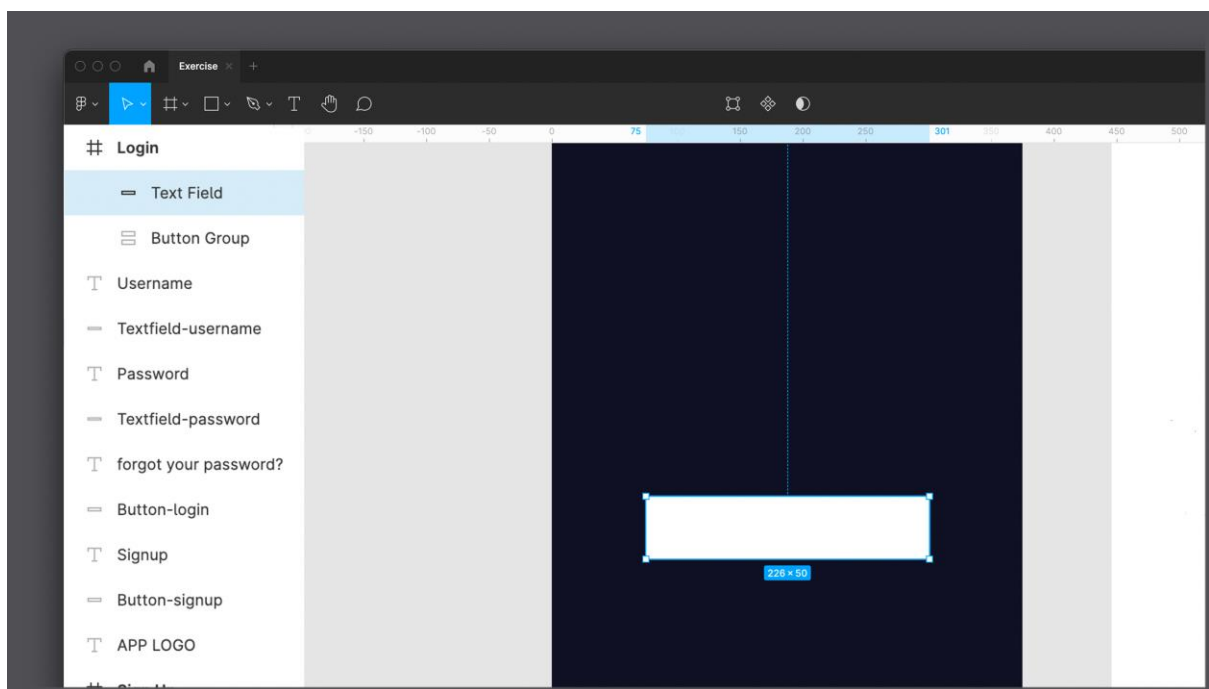 Exercise
-150 -100 -50 0 75 150 200 250 301 350 400 450 500
Login
Text Field
Button Group
Username
Textfield-username
Password
Textfield-password
forgot your password?
Button-login
Signup
Button-signup
APP LOGO
226 × 50